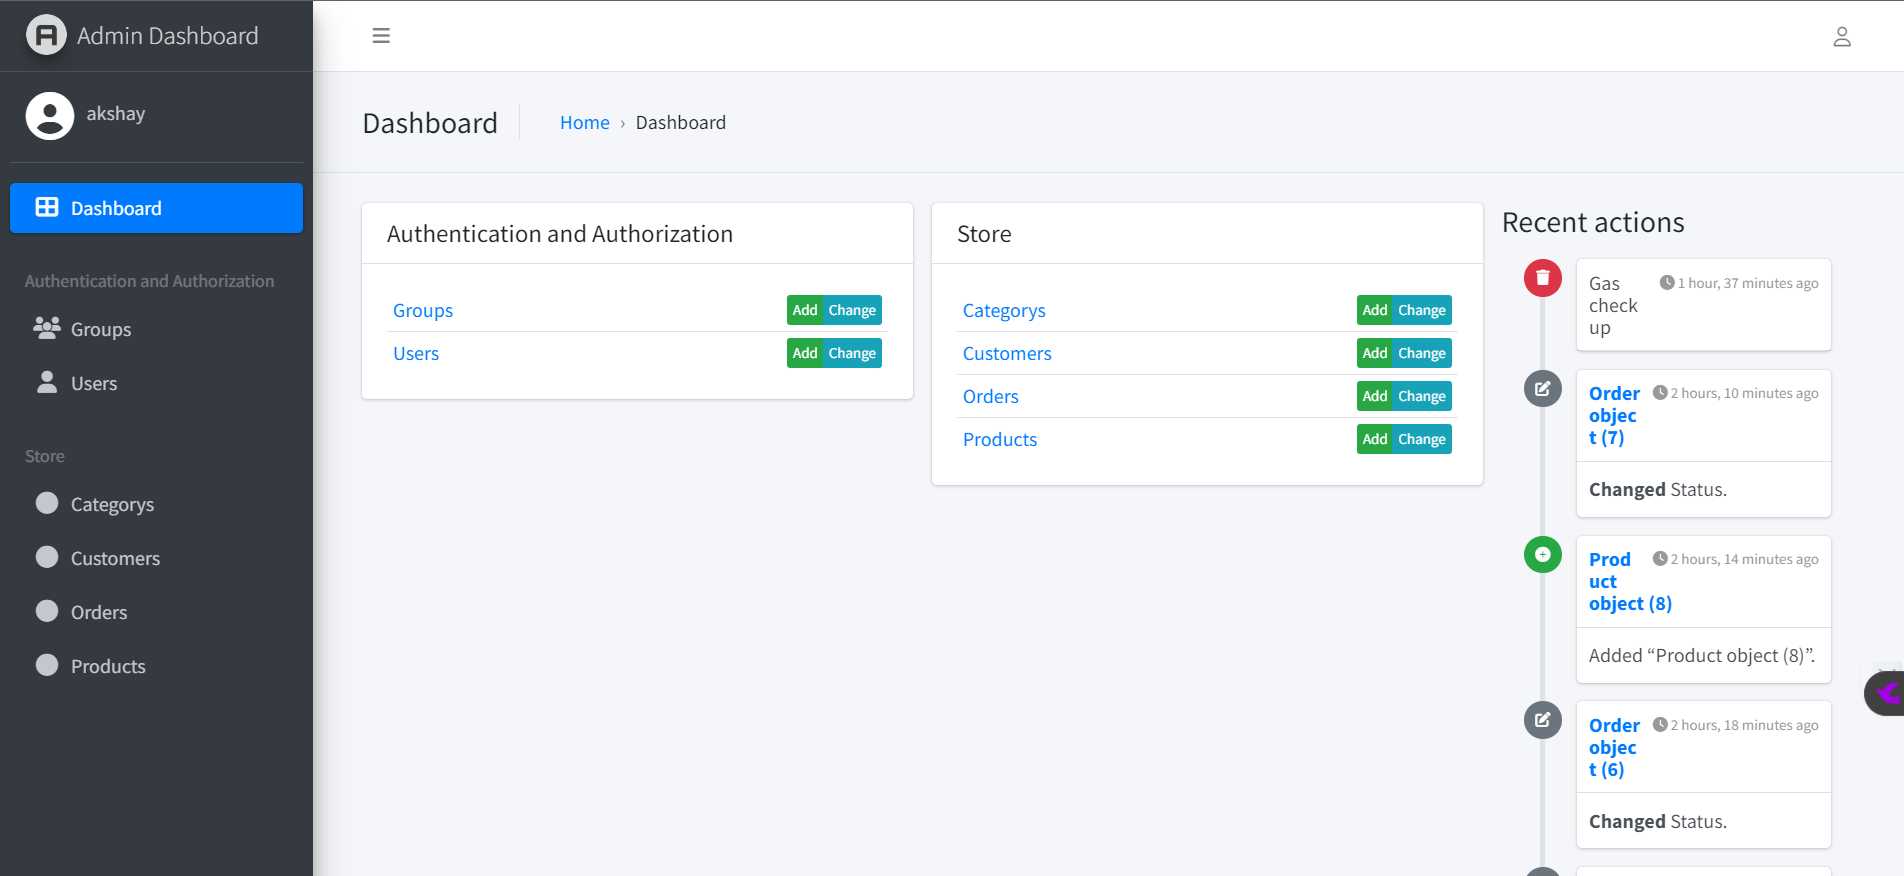 Admin Dashboard
akshay
Dashboard
Authentication and Authorization
Groups
Users
Store
Categorys
Customers
Orders
Products
Dashboard
Home › Dashboard
Authentication and Authorization
Groups Add Change
Users Add Change
Store
Categorys Add Change
Customers Add Change
Orders Add Change
Products Add Change
Recent actions
1 hour, 37 minutes ago
Gas
check
up
2 hours, 10 minutes ago
Order
objec
t (7)
Changed Status.
2 hours, 14 minutes ago
Prod
uct
object (8)
Added “Product object (8)”.
2 hours, 18 minutes ago
Order
objec
t (6)
Changed Status.